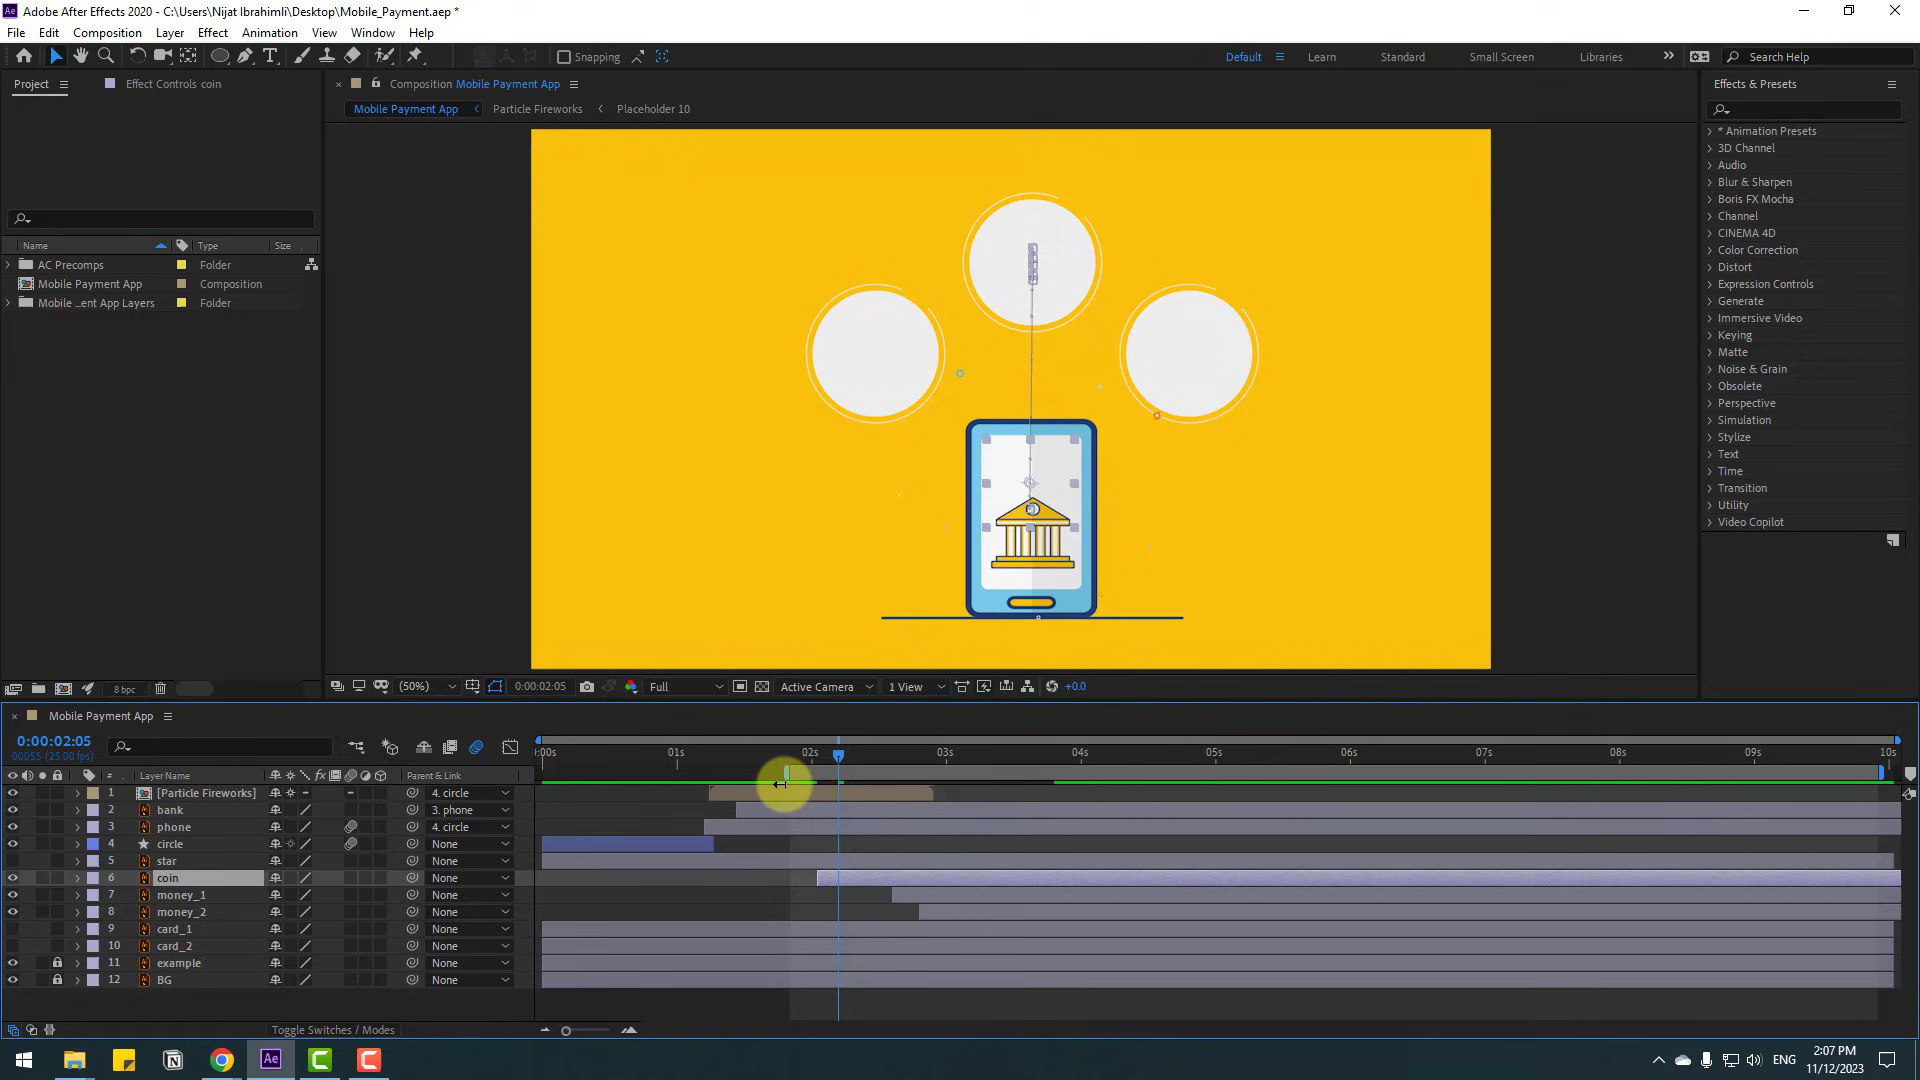 Adobe After Effects 2020 - C:\Users\Nijat Ibrahimli\Desktop\Mobile_Payment.aep *
File Edit Composition Layer Effect Animation View Window Help
Snapping Default Learn Standard Small Screen Libraries Search Help
Project Effect Controls coin Composition Mobile Payment App Effects & Presets
Mobile Payment App Particle Fireworks Placeholder 10
* Animation Presets
3D Channel
Audio
Blur & Sharpen
Boris FX Mocha
Channel
CINEMA 4D
Color Correction
Distort
Expression Controls
Generate
Immersive Video
Keying
Matte
Noise & Grain
Obsolete
Perspective
Simulation
Stylize
Text
Time
Transition
Utility
Video Copilot
Name Type Size
AC Precomps Folder
Mobile Payment App Composition
Mobile ..ent App Layers Folder
8 bpc
(50%) 0:00:02:05 Full Active Camera 1 View +0.0
Mobile Payment App
0:00:02:05
00055 (25.00 fps)
:00s 01s 02s 03s 04s 05s 06s 07s 08s 09s 10s
# Layer Name Parent & Link
1 [Particle Fireworks] 4. circle
2 bank 3. phone
3 phone 4. circle
4 circle None
5 star None
6 coin None
7 money_1 None
8 money_2 None
9 card_1 None
10 card_2 None
11 example None
12 BG None
Toggle Switches / Modes
Ae ENG 2:07 PM
11/12/2023